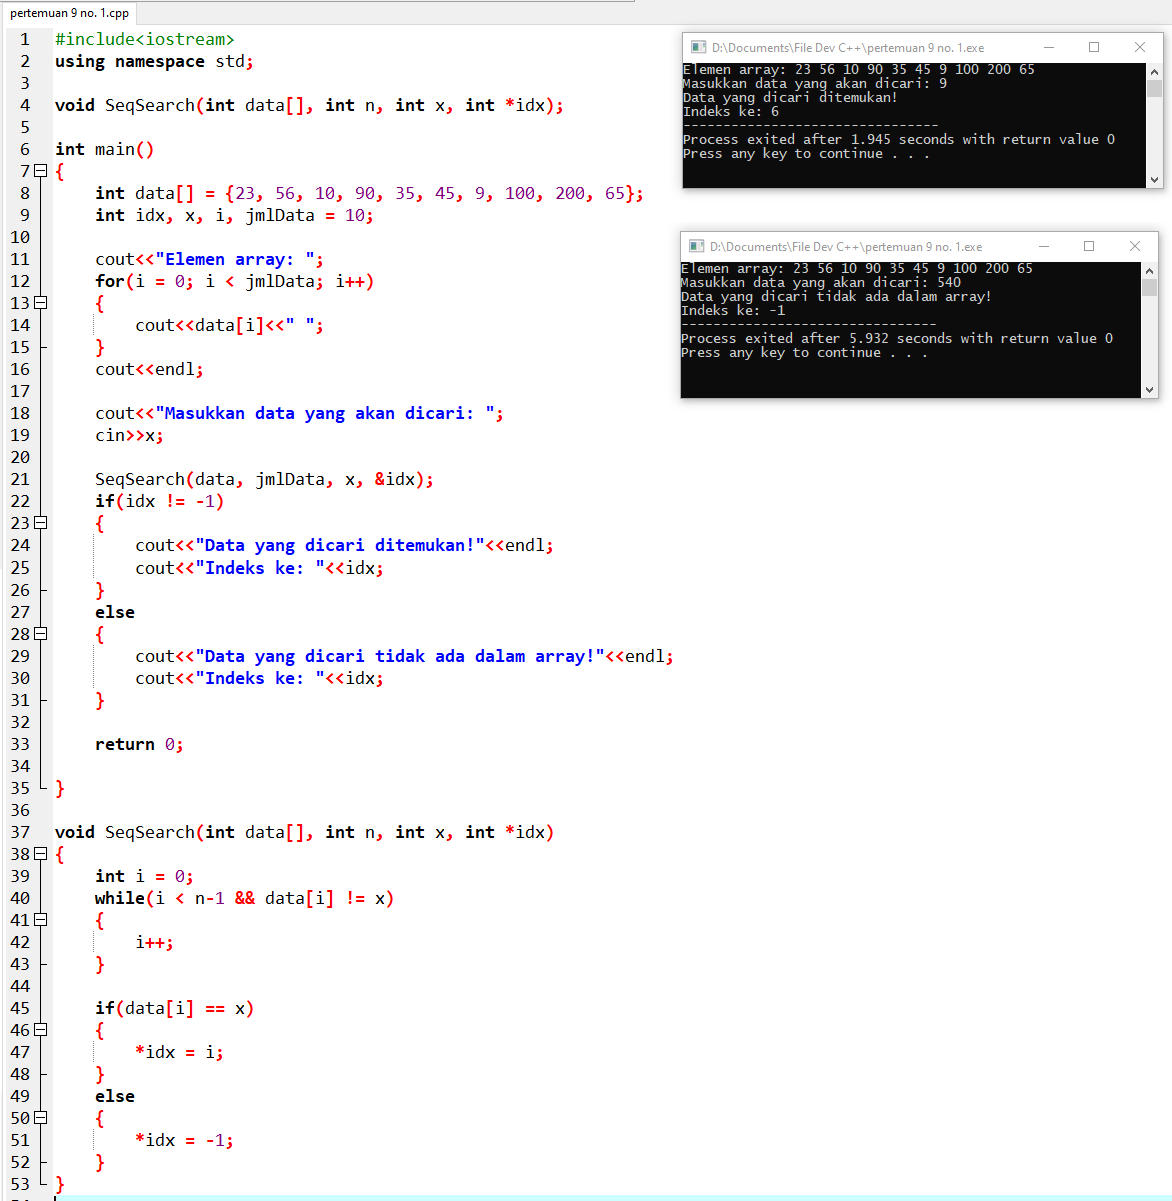 pertemuan 9 no. 1.cpp
1 #include<iostream>
2 using namespace std;
3
4 void SeqSearch(int data[], int n, int x, int *idx);
5
6 int main()
7 {
8 int data[] = {23, 56, 10, 90, 35, 45, 9, 100, 200, 65};
9 int idx, x, i, jmlData = 10;
10
11 cout<<"Elemen array: ";
12 for(i = 0; i < jmlData; i++)
13 {
14 cout<<data[i]<<" ";
15 }
16 cout<<endl;
17
18 cout<<"Masukkan data yang akan dicari: ";
19 cin>>x;
20
21 SeqSearch(data, jmlData, x, &idx);
22 if(idx != -1)
23 {
24 cout<<"Data yang dicari ditemukan!"<<endl;
25 cout<<"Indeks ke: "<<idx;
26 }
27 else
28 {
29 cout<<"Data yang dicari tidak ada dalam array!"<<endl;
30 cout<<"Indeks ke: "<<idx;
31 }
32
33 return 0;
34
35 }
36
37 void SeqSearch(int data[], int n, int x, int *idx)
38 {
39 int i = 0;
40 while(i < n-1 && data[i] != x)
41 {
42 i++;
43 }
44
45 if(data[i] == x)
46 {
47 *idx = i;
48 }
49 else
50 {
51 *idx = -1;
52 }
53 }
D:\Documents\File Dev C++\pertemuan 9 no. 1.exe
Elemen array: 23 56 10 90 35 45 9 100 200 65
Masukkan data yang akan dicari: 9
Data yang dicari ditemukan!
Indeks ke: 6
--------------------------------
Process exited after 1.945 seconds with return value 0
Press any key to continue . . .
D:\Documents\File Dev C++\pertemuan 9 no. 1.exe
Elemen array: 23 56 10 90 35 45 9 100 200 65
Masukkan data yang akan dicari: 540
Data yang dicari tidak ada dalam array!
Indeks ke: -1
--------------------------------
Process exited after 5.932 seconds with return value 0
Press any key to continue . . .